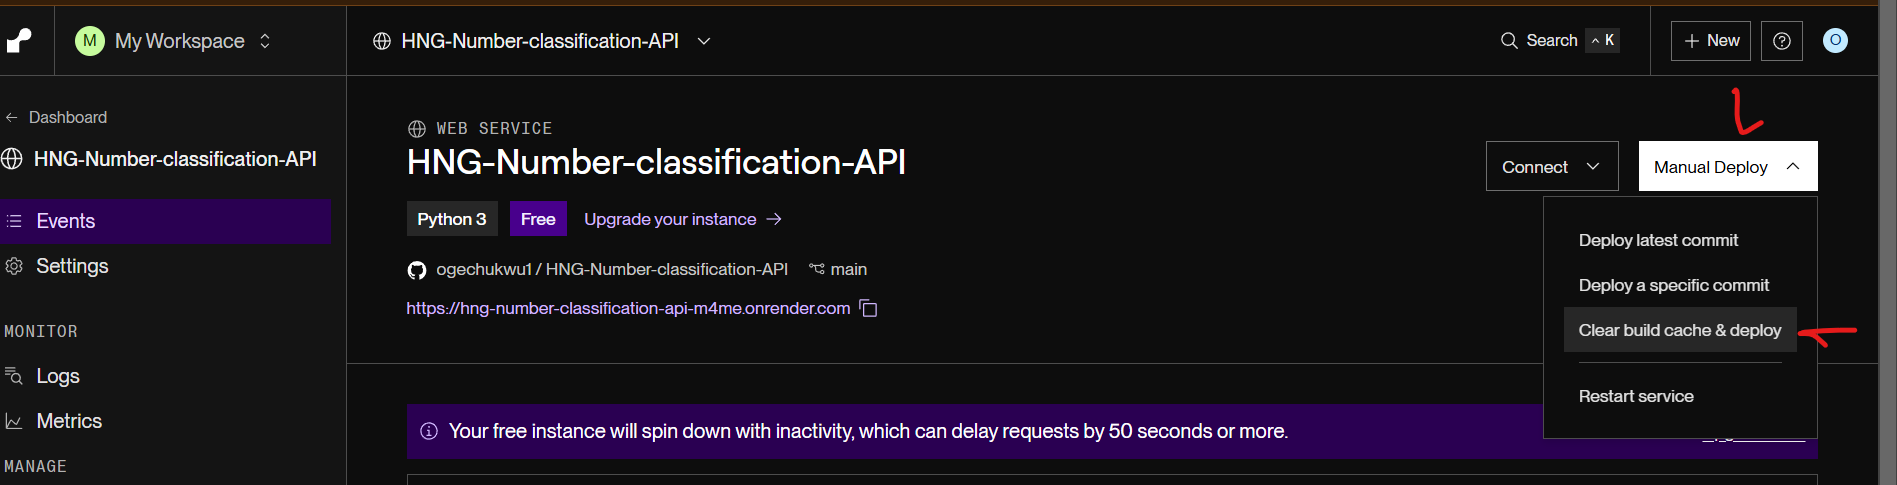 M My Workspace
HNG-Number-classification-API
Search ^ K
+ New
O
← Dashboard
HNG-Number-classification-API
Events
Settings
MONITOR
Logs
Metrics
MANAGE
WEB SERVICE
HNG-Number-classification-API
Python 3 Free Upgrade your instance →
ogechukwu1 / HNG-Number-classification-API main
https://hng-number-classification-api-m4me.onrender.com
Connect
Manual Deploy
Deploy latest commit
Deploy a specific commit
Clear build cache & deploy
Restart service
Your free instance will spin down with inactivity, which can delay requests by 50 seconds or more.